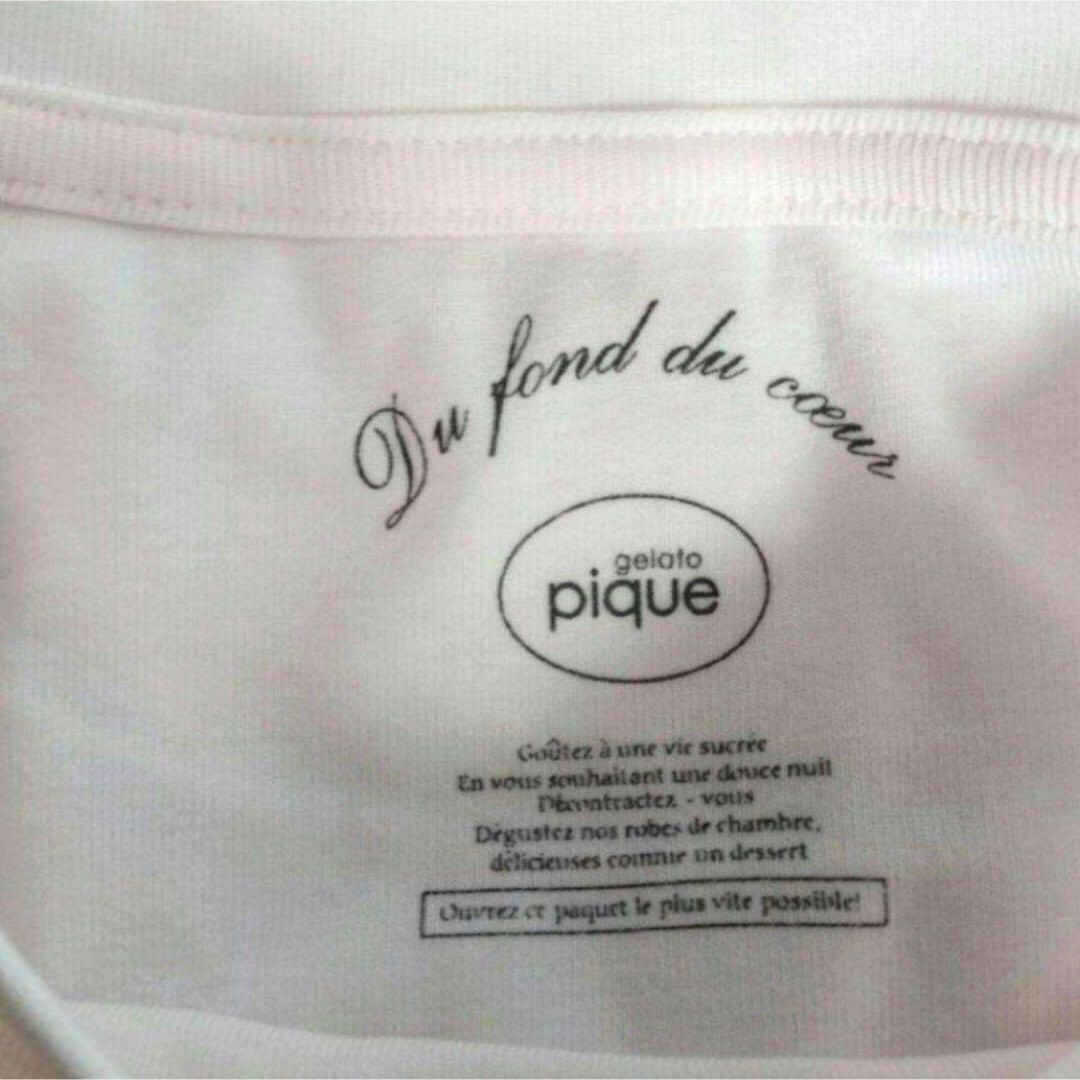 Du fond du cœur
gelato
pique
Goûtez à une vie sucrée
En vous souhaitant une douce nuit
Décontractez - vous
Dégustez nos robes de chambre,
délicieuses comme un dessert
Ouvrez ce paquet le plus vite possible!